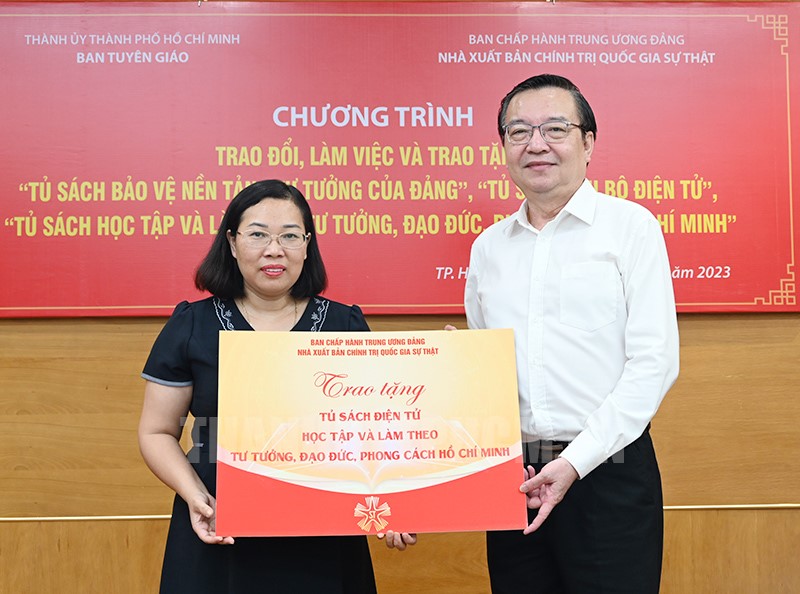 THÀNH ỦY THÀNH PHỐ HỒ CHÍ MINH
BAN TUYÊN GIÁO
BAN CHẤP HÀNH TRUNG ƯƠNG ĐẢNG
NHÀ XUẤT BẢN CHÍNH TRỊ QUỐC GIA SỰ THẬT
CHƯƠNG TRÌNH
TRAO ĐỔI, LÀM VIỆC VÀ TRAO
“TỦ SÁCH BẢO VỆ NỀN TƯ TƯỞNG CỦA ĐẢNG”, “TỦ BỘ ĐIỆN TỬ”,
“TỦ SÁCH HỌC TẬP VÀ TƯ TƯỞNG, ĐẠO ĐỨC, CHÍ MINH”
TP. 2023
BAN CHẤP HÀNH TRUNG ƯƠNG ĐẢNG
NHÀ XUẤT BẢN CHÍNH TRỊ QUỐC GIA SỰ THẬT
Trao tặng
TỦ SÁCH ĐIỆN TỬ
HỌC TẬP VÀ LÀM THEO
TƯ TƯỞNG, ĐẠO ĐỨC, PHONG CÁCH HỒ CHÍ MINH